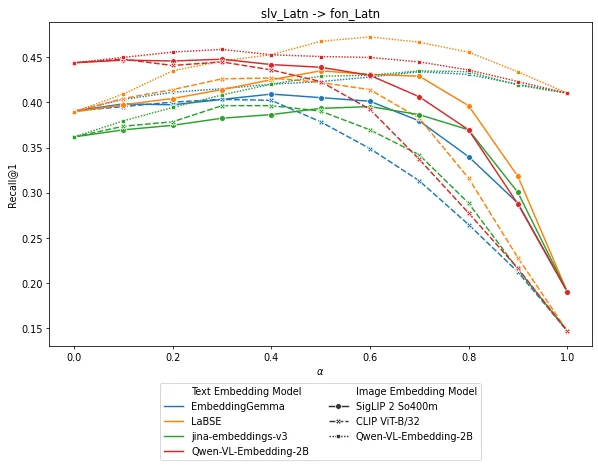 slv_Latn -> fon_Latn
Recall@1
0.45
0.40
0.35
0.30
0.25
0.20
0.15
0.0 0.2 0.4 0.6 0.8 1.0
α
Text Embedding Model Image Embedding Model
EmbeddingGemma SigLIP 2 So400m
LaBSE CLIP ViT-B/32
jina-embeddings-v3 Qwen-VL-Embedding-2B
Qwen-VL-Embedding-2B